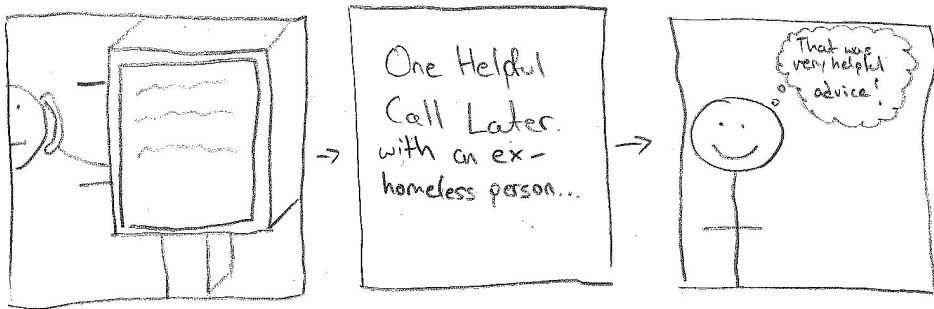 One Helpful
Call Later.
with an ex-
homeless person...
That was
very helpful
advice!